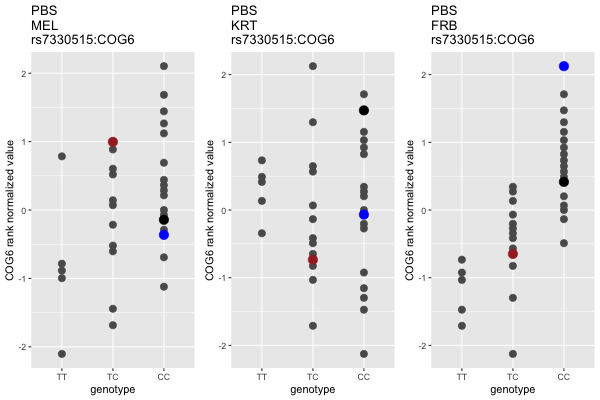 PBS
MEL
rs7330515:COG6
PBS
KRT
rs7330515:COG6
PBS
FRB
rs7330515:COG6
COG6 rank normalized value
2
1
0
-1
-2
TT
TC
CC
genotype
COG6 rank normalized value
2
1
0
-1
-2
TT
TC
CC
genotype
COG6 rank normalized value
2
1
0
-1
-2
TT
TC
CC
genotype